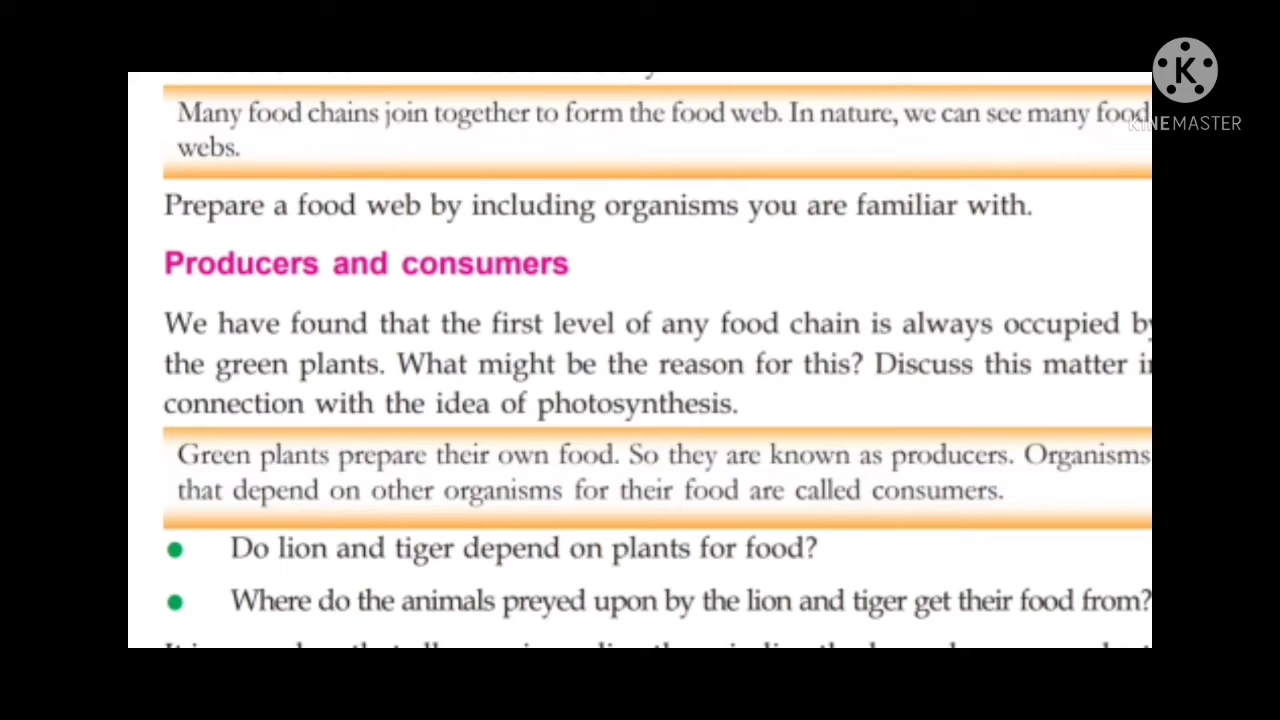 Many food chains join together to form the food web. In nature, we can see many food
webs.
KINEMASTER
Prepare a food web by including organisms you are familiar with.
Producers and consumers
We have found that the first level of any food chain is always occupied by
the green plants. What might be the reason for this? Discuss this matter in
connection with the idea of photosynthesis.
Green plants prepare their own food. So they are known as producers. Organisms
that depend on other organisms for their food are called consumers.
Do lion and tiger depend on plants for food?
Where do the animals preyed upon by the lion and tiger get their food from?